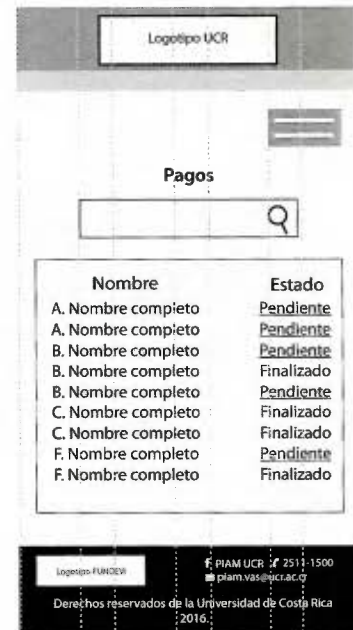 Logotipo UCR
Pagos
Nombre Estado
A. Nombre completo Pendiente
A. Nombre completo Pendiente
B. Nombre completo Pendiente
B. Nombre completo Finalizado
B. Nombre completo Pendiente
C. Nombre completo Finalizado
C. Nombre completo Finalizado
F. Nombre completo Pendiente
F. Nombre completo Finalizado
Logotipo FUNDEVI
PIAM UCR 2511-1500
piam.vas@ucr.ac.cr
Derechos reservados de la Universidad de Costa Rica
2016.